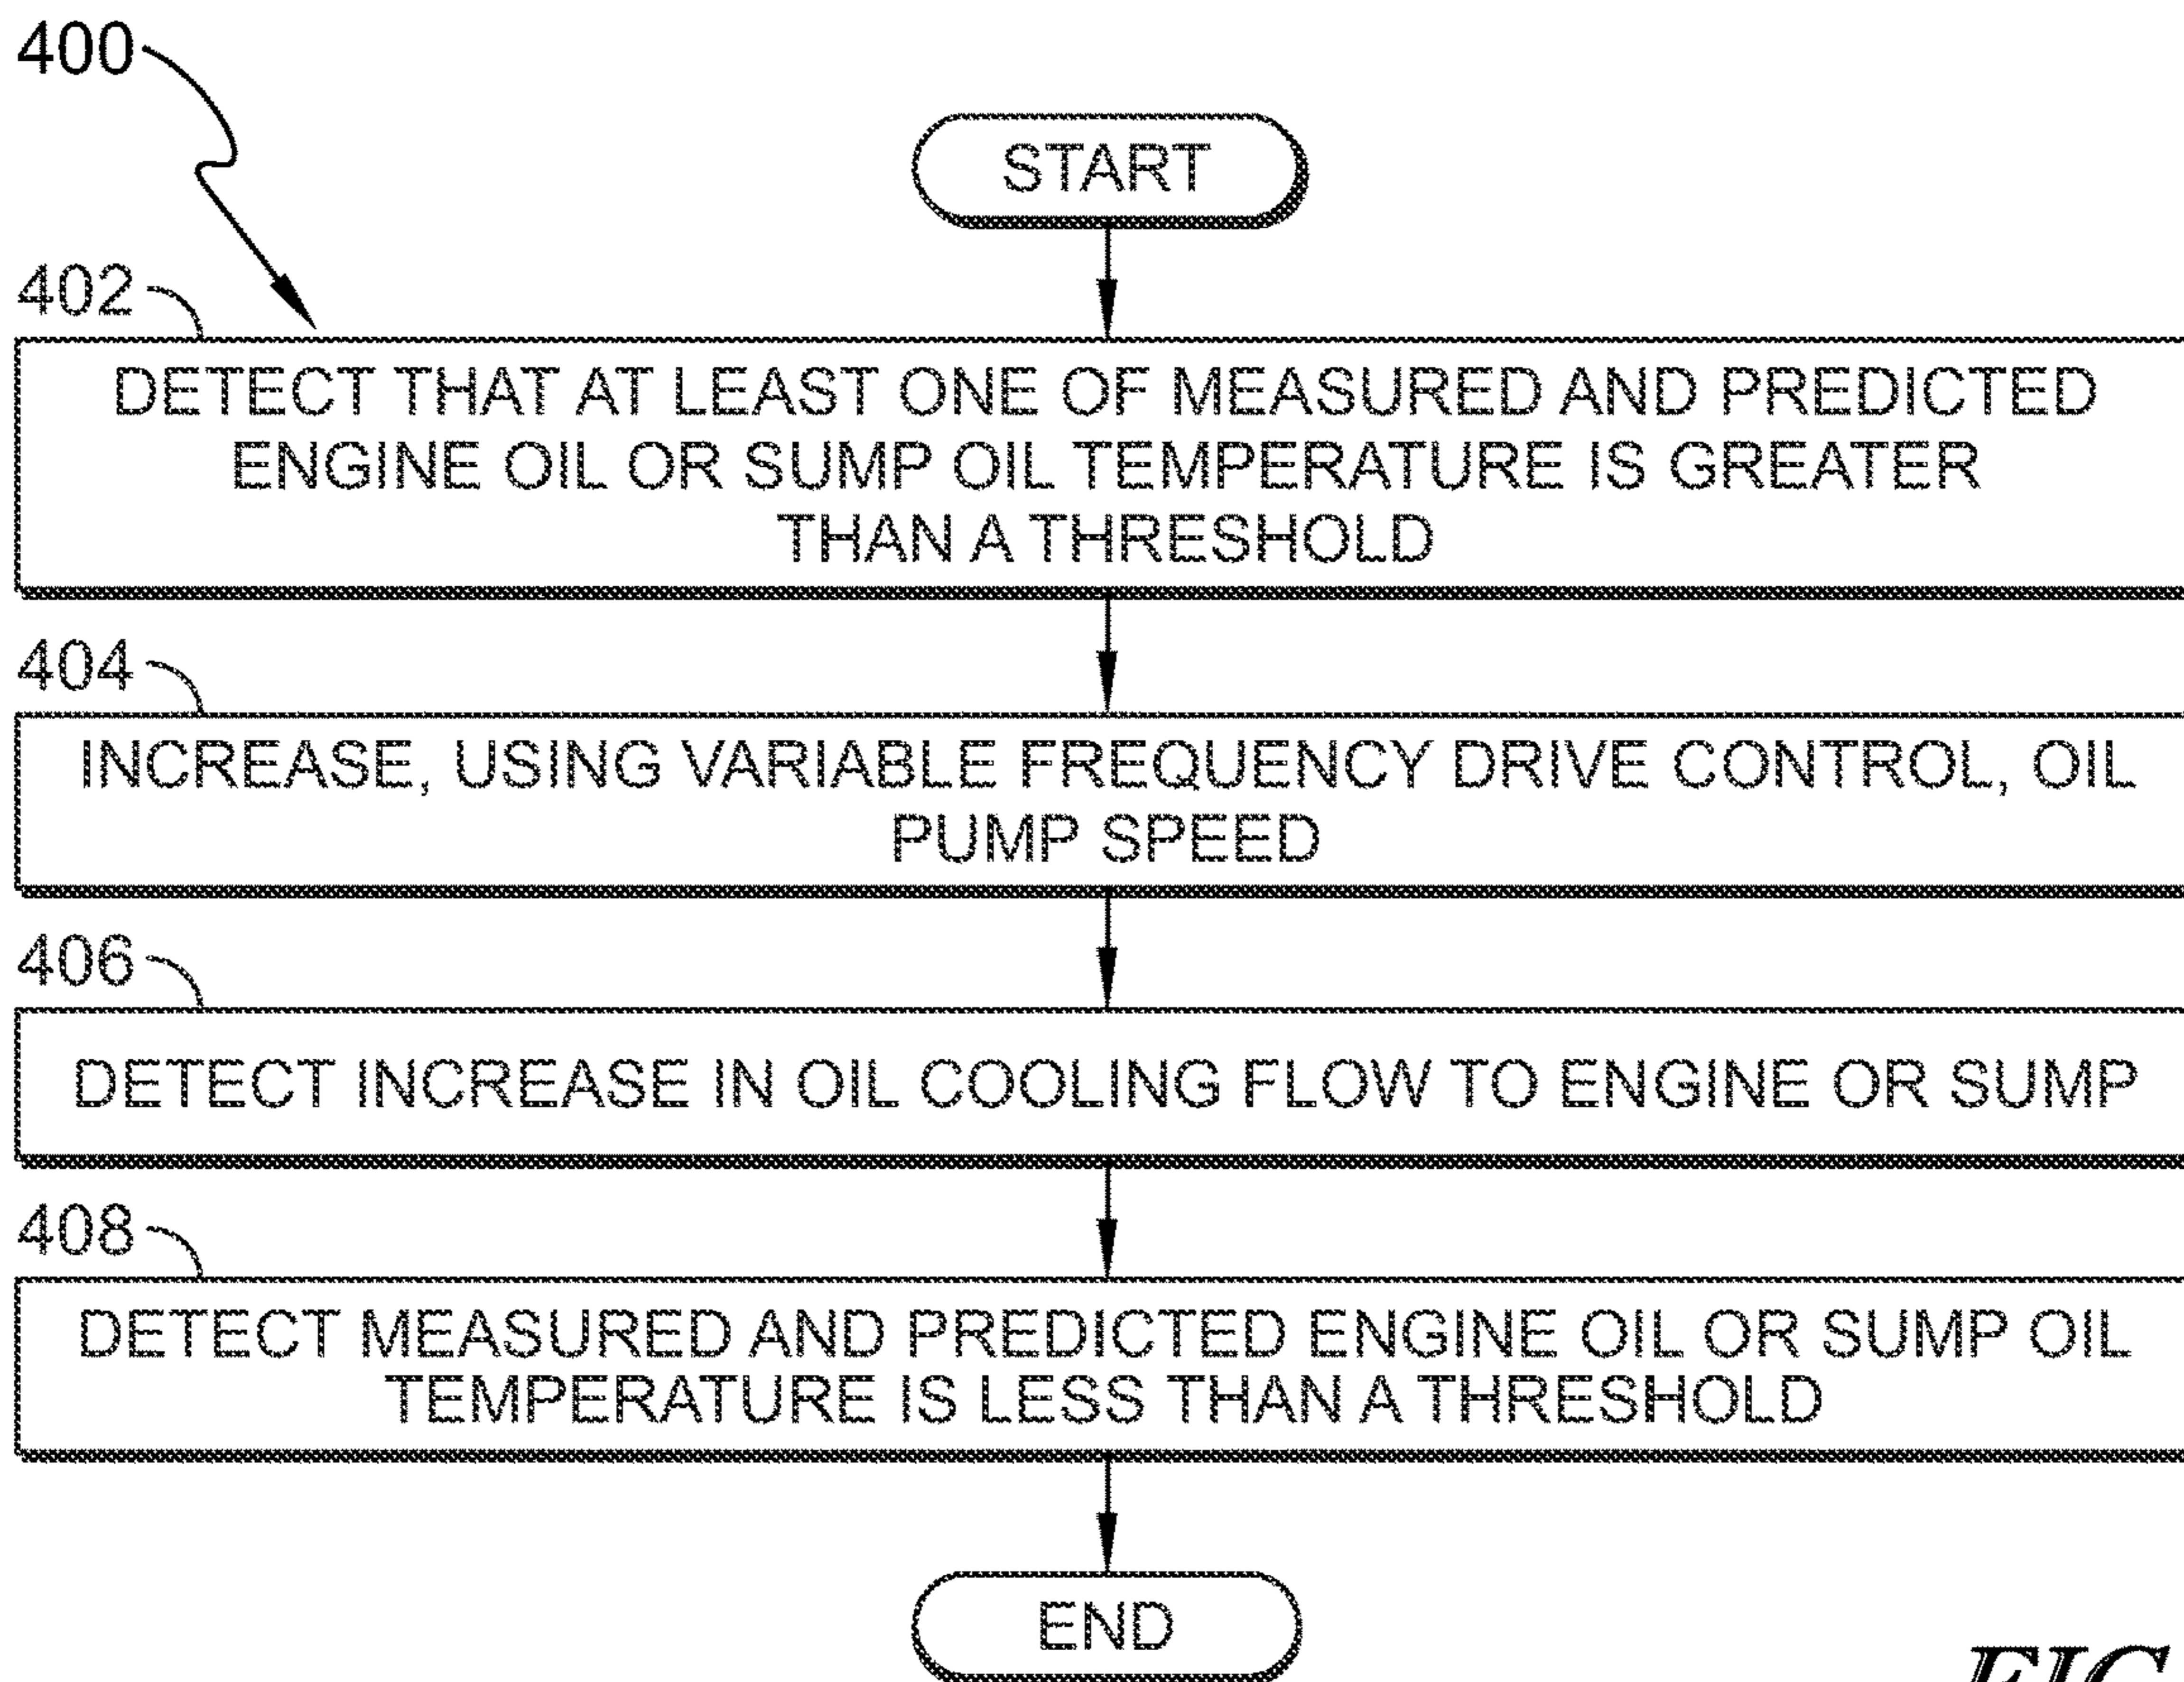 400
START
402
DETECT THAT AT LEAST ONE OF MEASURED AND PREDICTED
ENGINE OIL OR SUMP OIL TEMPERATURE IS GREATER
THAN A THRESHOLD
404
INCREASE, USING VARIABLE FREQUENCY DRIVE CONTROL, OIL
PUMP SPEED
406
DETECT INCREASE IN OIL COOLING FLOW TO ENGINE OR SUMP
408
DETECT MEASURED AND PREDICTED ENGINE OIL OR SUMP OIL
TEMPERATURE IS LESS THAN A THRESHOLD
END